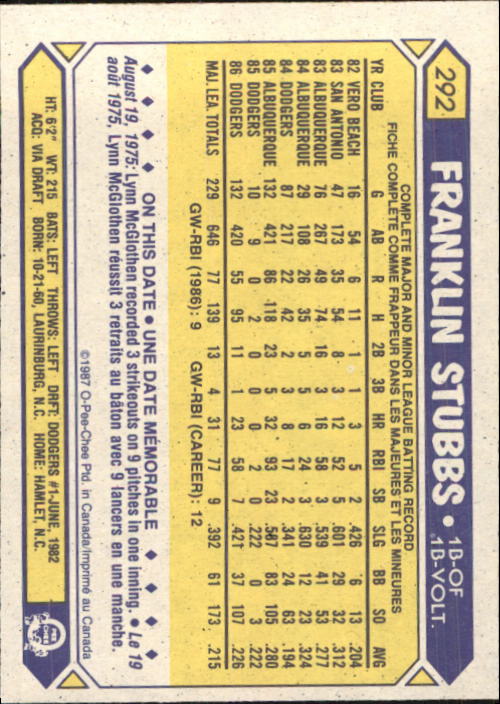 292
FRANKLIN STUBBS • 1B-OF
1B-VOLT.
COMPLETE MAJOR AND MINOR LEAGUE BATTING RECORD
FICHE COMPLÈTE COMME FRAPPEUR DANS LES MAJEURES ET LES MINEURES
YR CLUB G AB R H 2B 3B HR RBI SB SLG BB SO AVG
82 VERO BEACH 16 54 6 11 1 1 3 5 2 .426 6 13 .204
83 SAN ANTONIO 47 173 35 54 8 3 12 52 5 .601 29 32 .312
83 ALBUQUERQUE 76 267 49 74 16 3 16 58 3 .539 41 53 .277
84 ALBUQUERQUE 29 108 26 35 3 6 24 3 .630 12 23 .324
84 DODGERS 87 217 22 42 2 3 8 17 2 .341 24 63 .194
85 ALBUQUERQUE 132 421 86 118 23 5 32 93 23 .587 83 105 .280
85 DODGERS 10 9 0 2 0 0 0 2 0 .222 0 3 .222
86 DODGERS 132 420 55 95 11 1 23 58 7 .421 37 107 .226
MAJ. LEA. TOTALS 229 646 77 139 13 4 31 77 9 .392 61 173 .215
GW-RBI (1986): 9 GW-RBI (CAREER): 12
ON THIS DATE • UNE DATE MÉMORABLE
August 19, 1975: Lynn McGlothen recorded 3 strikeouts on 9 pitches in one inning. • Le 19
août 1975, Lynn McGlothen réussit 3 retraits au bâton avec 9 lancers en une manche.
©1987 O-Pee-Chee Ptd. in Canada/Imprimé au Canada
HT: 6'2" WT: 215 BATS: LEFT THROWS: LEFT DRFT: DODGERS #1-JUNE, 1982
ACQ: VIA DRAFT BORN: 10-21-60, LAURINBURG, N.C. HOME: HAMLET, N.C.
O PEE CHEE